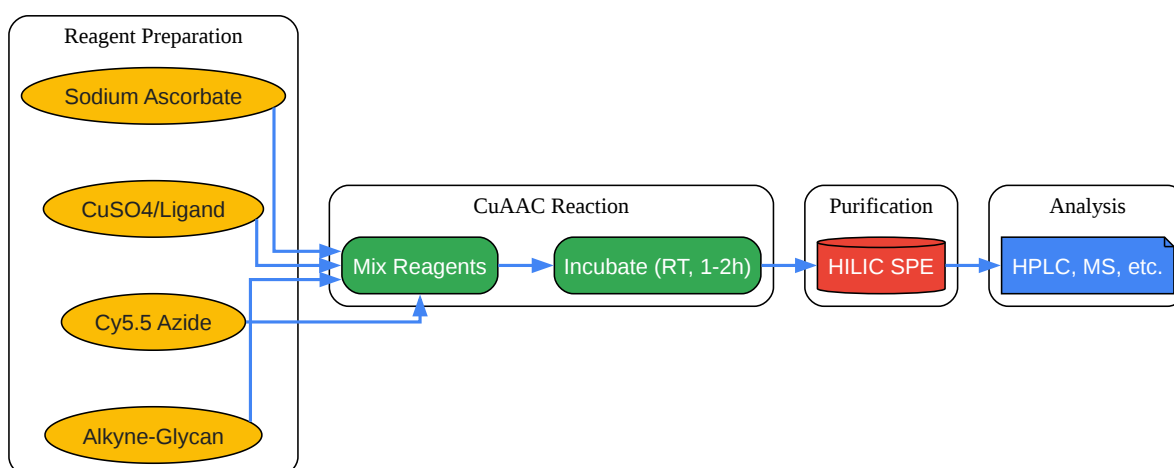 Reagent Preparation
Sodium Ascorbate
CuSO4/Ligand
Cy5.5 Azide
Alkyne-Glycan
CuAAC Reaction
Mix Reagents
Incubate (RT, 1-2h)
Purification
HILIC SPE
Analysis
HPLC, MS, etc.